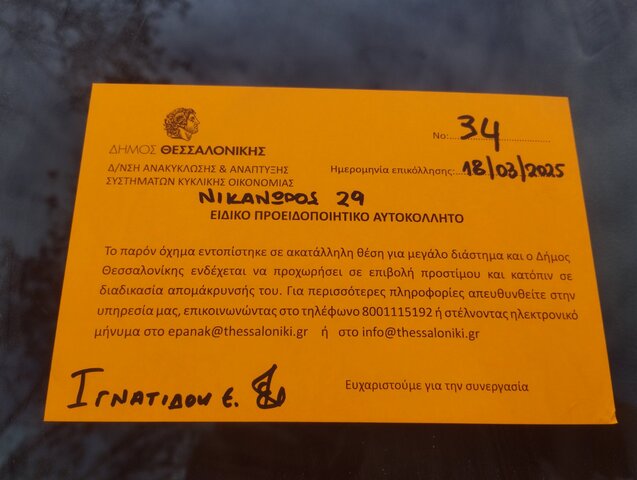 ΔΗΜΟΣ ΘΕΣΣΑΛΟΝΙΚΗΣ
Δ/ΝΣΗ ΑΝΑΚΥΚΛΩΣΗΣ & ΑΝΑΠΤΥΞΗΣ
ΣΥΣΤΗΜΑΤΩΝ ΚΥΚΛΙΚΗΣ ΟΙΚΟΝΟΜΙΑΣ
No:....34....
Ημερομηνία επικόλλησης:....18/03/2025
ΝΙΚΑΝΩΡΟΣ 29
ΕΙΔΙΚΟ ΠΡΟΕΙΔΟΠΟΙΗΤΙΚΟ ΑΥΤΟΚΟΛΛΗΤΟ
Το παρόν όχημα εντοπίστηκε σε ακατάλληλη θέση για μεγάλο διάστημα και ο Δήμος
Θεσσαλονίκης ενδέχεται να προχωρήσει σε επιβολή προστίμου και κατόπιν σε
διαδικασία απομάκρυνσής του. Για περισσότερες πληροφορίες απευθυνθείτε στην
υπηρεσία μας, επικοινωνώντας στο τηλέφωνο 8001115192 ή στέλνοντας ηλεκτρονικό
μήνυμα στο epanak@thessaloniki.gr ή στο info@thessaloniki.gr
Ευχαριστούμε για την συνεργασία
ΙΓΝΑΤΙΔΟΥ Ε.